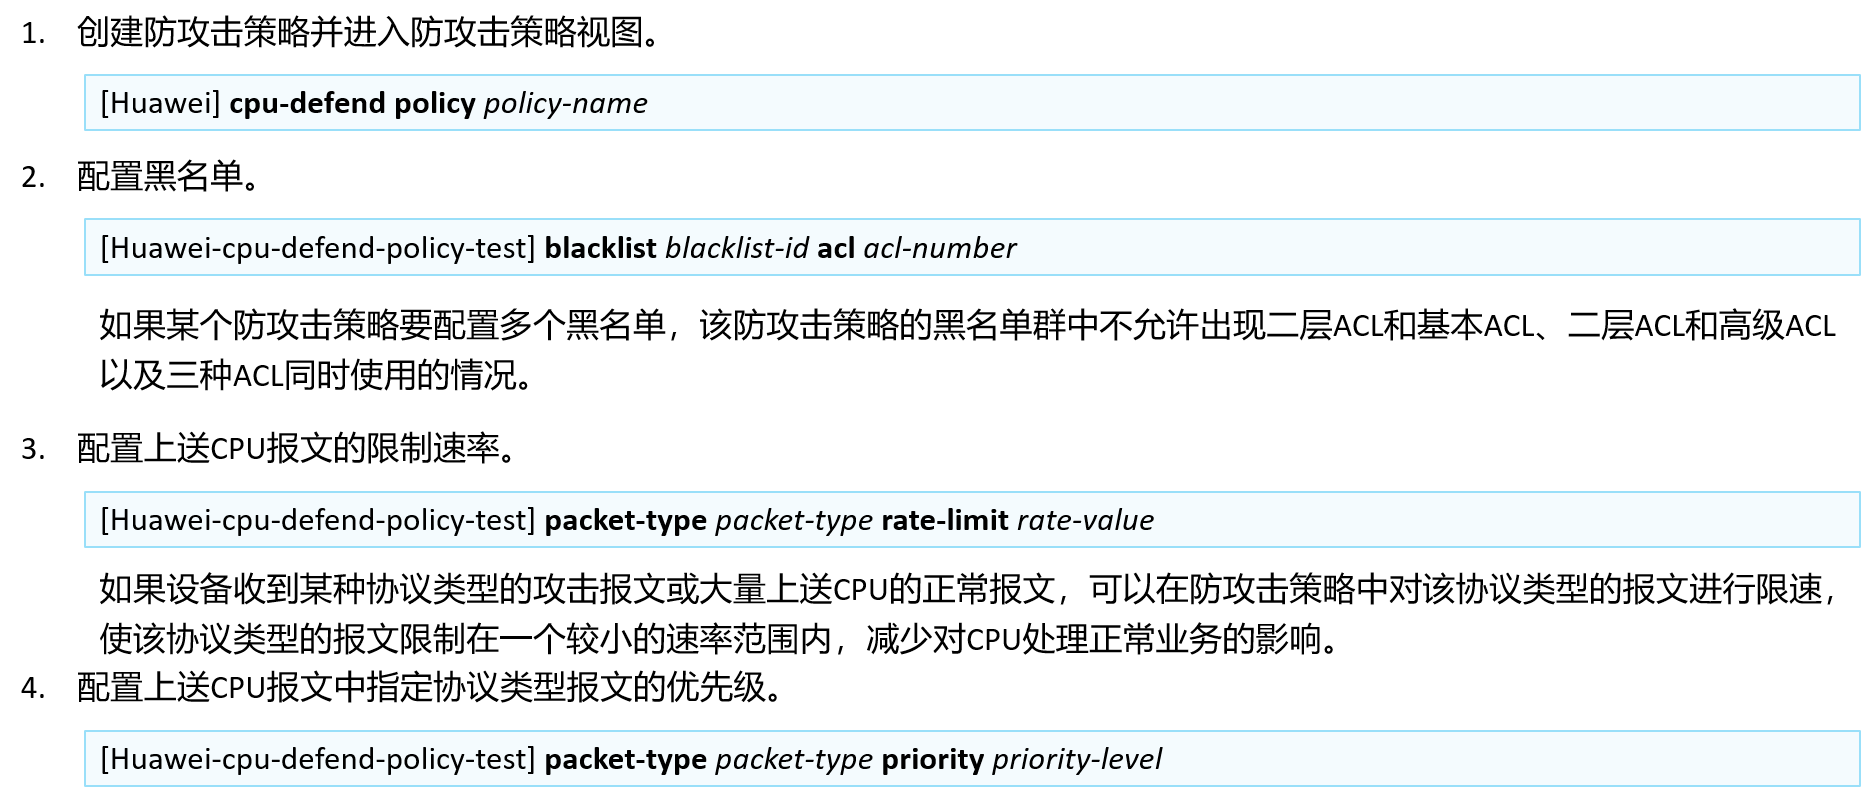 1. 创建防攻击策略并进入防攻击策略视图。
[Huawei] cpu-defend policy policy-name
2. 配置黑名单。
[Huawei-cpu-defend-policy-test] blacklist blacklist-id acl acl-number
如果某个防攻击策略要配置多个黑名单，该防攻击策略的黑名单群中不允许出现二层ACL和基本ACL、二层ACL和高级ACL
以及三种ACL同时使用的情况。
3. 配置上送CPU报文的限制速率。
[Huawei-cpu-defend-policy-test] packet-type packet-type rate-limit rate-value
如果设备收到某种协议类型的攻击报文或大量上送CPU的正常报文，可以在防攻击策略中对该协议类型的报文进行限速，
使该协议类型的报文限制在一个较小的速率范围内，减少对CPU处理正常业务的影响。
4. 配置上送CPU报文中指定协议类型报文的优先级。
[Huawei-cpu-defend-policy-test] packet-type packet-type priority priority-level